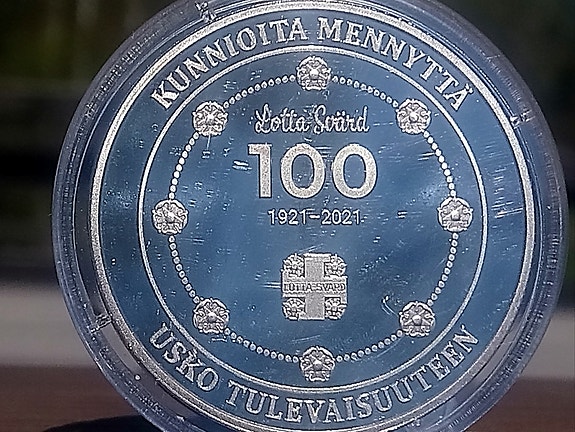 KUNNIOITA MENNYTTÄ
Lotta Svärd
100
1921-2021
LOTTA-SVÄRD
USKO TULEVAISUUTEEN